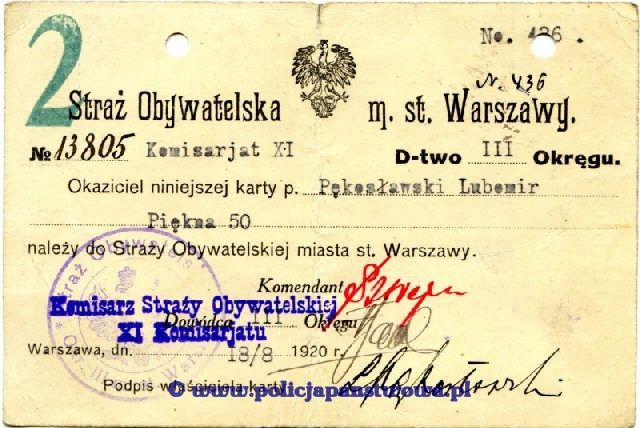 2
No. 436.
N. 436
Straż Obywatelska m. st. Warszawy.
№ 13805 Komisarjat XI D-two III Okręgu.
Okaziciel niniejszej karty p. Pękosławski Lubomir
Piękna 50
należy do Straży Obywatelskiej miasta st. Warszawy.
Komendant
Komisarz Straży Obywatelskiej
Dowódca III Okręgu
XI Komisarjatu
Warszawa, dn. 18/8 1920 r.
Podpis właściciela karty
© www.policjapanstwowa.pl